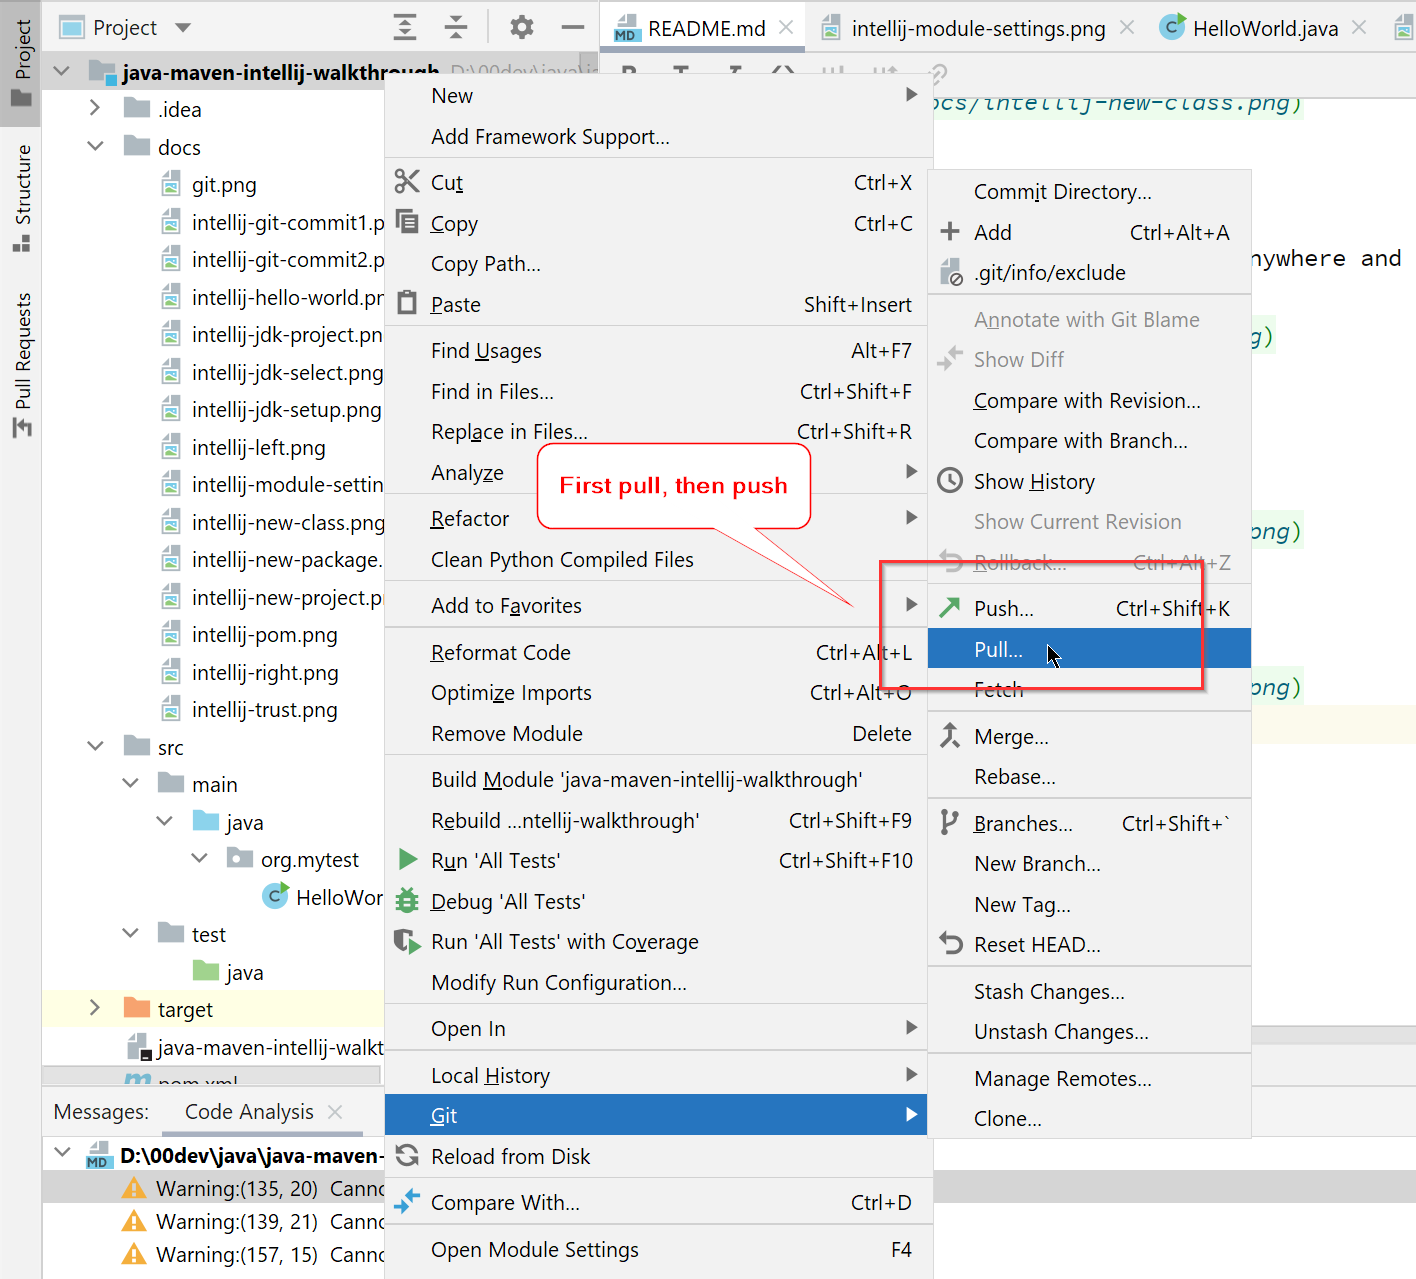 Project
README.md
intellij-module-settings.png
HelloWorld.java
Project
Structure
Pull Requests
java-maven-intellij-walkthrough
.idea
docs
git.png
intellij-git-commit1.p
intellij-git-commit2.p
intellij-hello-world.pn
intellij-jdk-project.pn
intellij-jdk-select.png
intellij-jdk-setup.png
intellij-left.png
intellij-module-settin
intellij-new-class.png
intellij-new-package.
intellij-new-project.p
intellij-pom.png
intellij-right.png
intellij-trust.png
src
main
java
org.mytest
HelloWor
test
java
target
java-maven-intellij-walkt
pom.xml
Messages:
Code Analysis
D:\00dev\java\java-maven-
Warning:(135, 20) Canno
Warning:(139, 21) Canno
Warning:(157, 15) Canno
New
Add Framework Support...
Cut Ctrl+X
Copy Ctrl+C
Copy Path...
Paste Shift+Insert
Find Usages Alt+F7
Find in Files... Ctrl+Shift+F
Replace in Files... Ctrl+Shift+R
Analyze
Refactor
Clean Python Compiled Files
Add to Favorites
Reformat Code Ctrl+Alt+L
Optimize Imports Ctrl+Alt+O
Remove Module Delete
Build Module 'java-maven-intellij-walkthrough'
Rebuild ...ntellij-walkthrough' Ctrl+Shift+F9
Run 'All Tests' Ctrl+Shift+F10
Debug 'All Tests'
Run 'All Tests' with Coverage
Modify Run Configuration...
Open In
Local History
Git
Reload from Disk
Compare With... Ctrl+D
Open Module Settings F4
First pull, then push
Commit Directory...
Add Ctrl+Alt+A
.git/info/exclude
Annotate with Git Blame
Show Diff
Compare with Revision...
Compare with Branch...
Show History
Show Current Revision
Rollback... Ctrl+Alt+Z
Push... Ctrl+Shift+K
Pull...
Fetch
Merge...
Rebase...
Branches... Ctrl+Shift+`
New Branch...
New Tag...
Reset HEAD...
Stash Changes...
Unstash Changes...
Manage Remotes...
Clone...
ocs/intellij-new-class.png)
nywhere and
g)
png)
png)